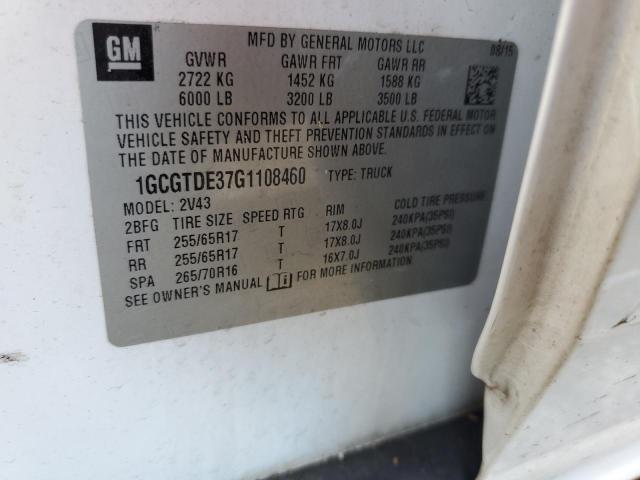 GM
MFD BY GENERAL MOTORS LLC 08/15
GVWR GAWR FRT GAWR RR
2722 KG 1452 KG 1588 KG
6000 LB 3200 LB 3500 LB
THIS VEHICLE CONFORMS TO ALL APPLICABLE U.S. FEDERAL MOTOR
VEHICLE SAFETY AND THEFT PREVENTION STANDARDS IN EFFECT ON
THE DATE OF MANUFACTURE SHOWN ABOVE.
1GCGTDE37G1108460 TYPE: TRUCK
MODEL: 2V43
2BFG TIRE SIZE SPEED RTG RIM COLD TIRE PRESSURE
FRT 255/65R17 T 17X8.0J 240KPA(35PSI)
RR 255/65R17 T 17X8.0J 240KPA(35PSI)
SPA 265/70R16 T 16X7.0J 240KPA(35PSI)
SEE OWNER'S MANUAL FOR MORE INFORMATION.